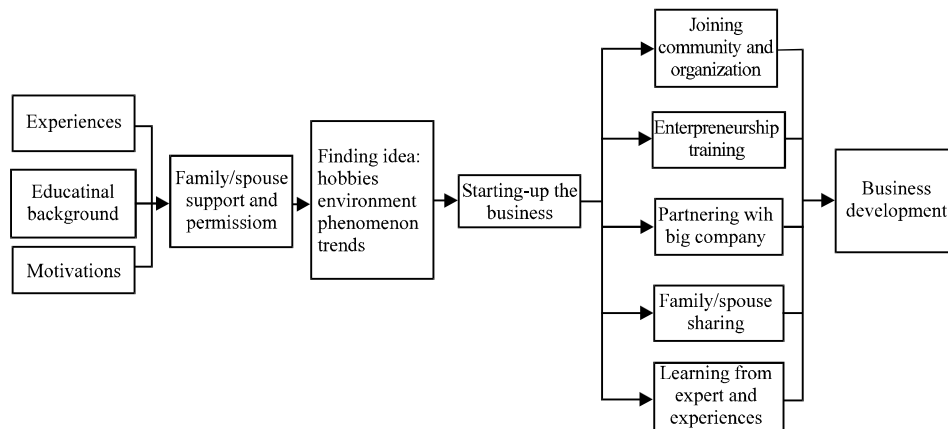 Experiences
Educatinal
background
Motivations
Family/spouse
support and
permissiom
Finding idea:
hobbies
environment
phenomenon
trends
Starting-up the
business
Joining
community and
organization
Enterpreneurship
training
Partnering wih
big company
Family/spouse
sharing
Learning from
expert and
experiences
Business
development